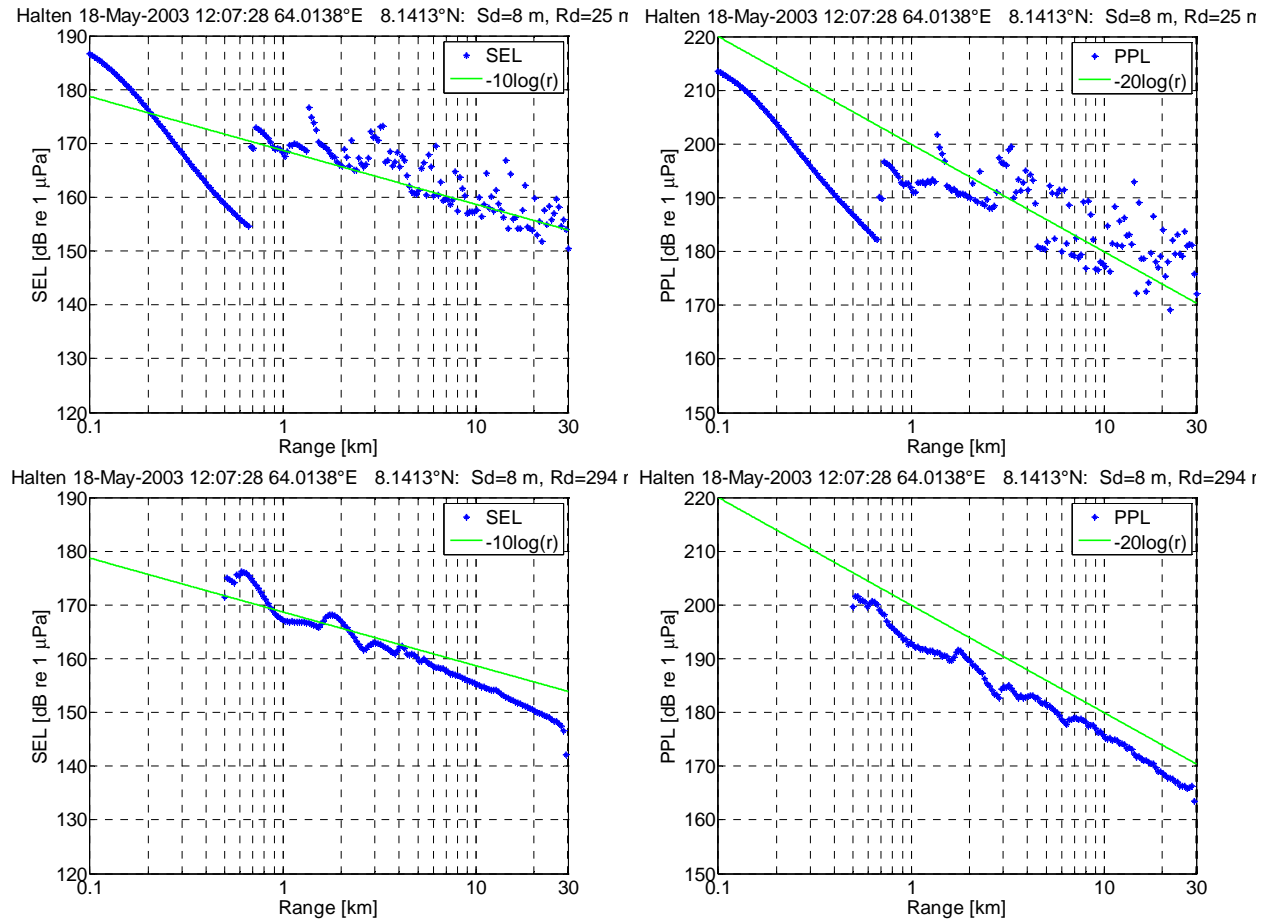 Halten 18-May-2003 12:07:28 64.0138°E 8.1413°N: Sd=8 m, Rd=25 m
190
180
170
160
150
140
130
120
SEL [dB re 1 µPa]
SEL
-10log(r)
0.1
1
10
30
Range [km]
Halten 18-May-2003 12:07:28 64.0138°E 8.1413°N: Sd=8 m, Rd=25 m
220
210
200
190
180
170
160
150
PPL [dB re 1 µPa]
PPL
-20log(r)
0.1
1
10
30
Range [km]
Halten 18-May-2003 12:07:28 64.0138°E 8.1413°N: Sd=8 m, Rd=294
190
180
170
160
150
140
130
120
SEL [dB re 1 µPa]
SEL
-10log(r)
0.1
1
10
30
Range [km]
Halten 18-May-2003 12:07:28 64.0138°E 8.1413°N: Sd=8 m, Rd=294
220
210
200
190
180
170
160
150
PPL [dB re 1 µPa]
PPL
-20log(r)
0.1
1
10
30
Range [km]